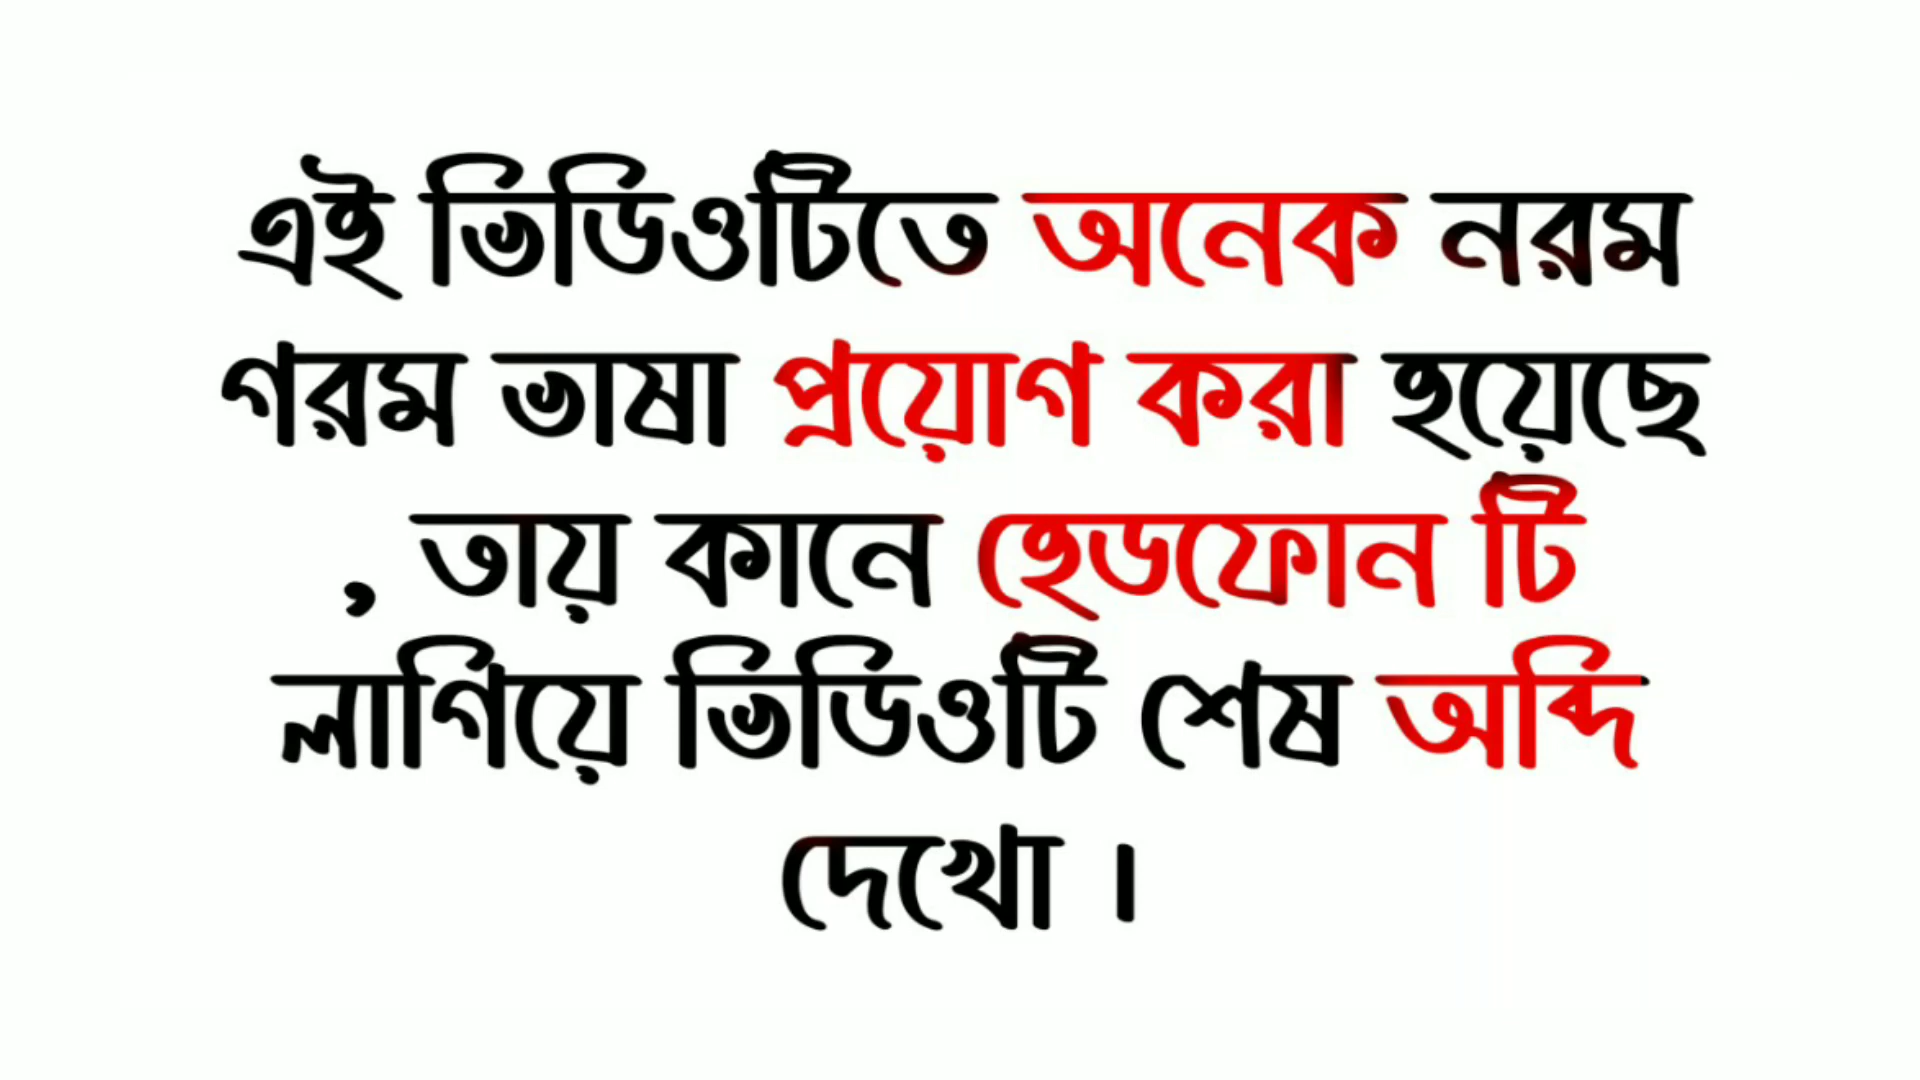 এই ভিডিওটিতে অনেক নরম
গরম ভাষা প্রয়োগ করা হয়েছে
, তায় কানে হেডফোন টি
লাগিয়ে ভিডিওটি শেষ অব্দি
দেখো ।